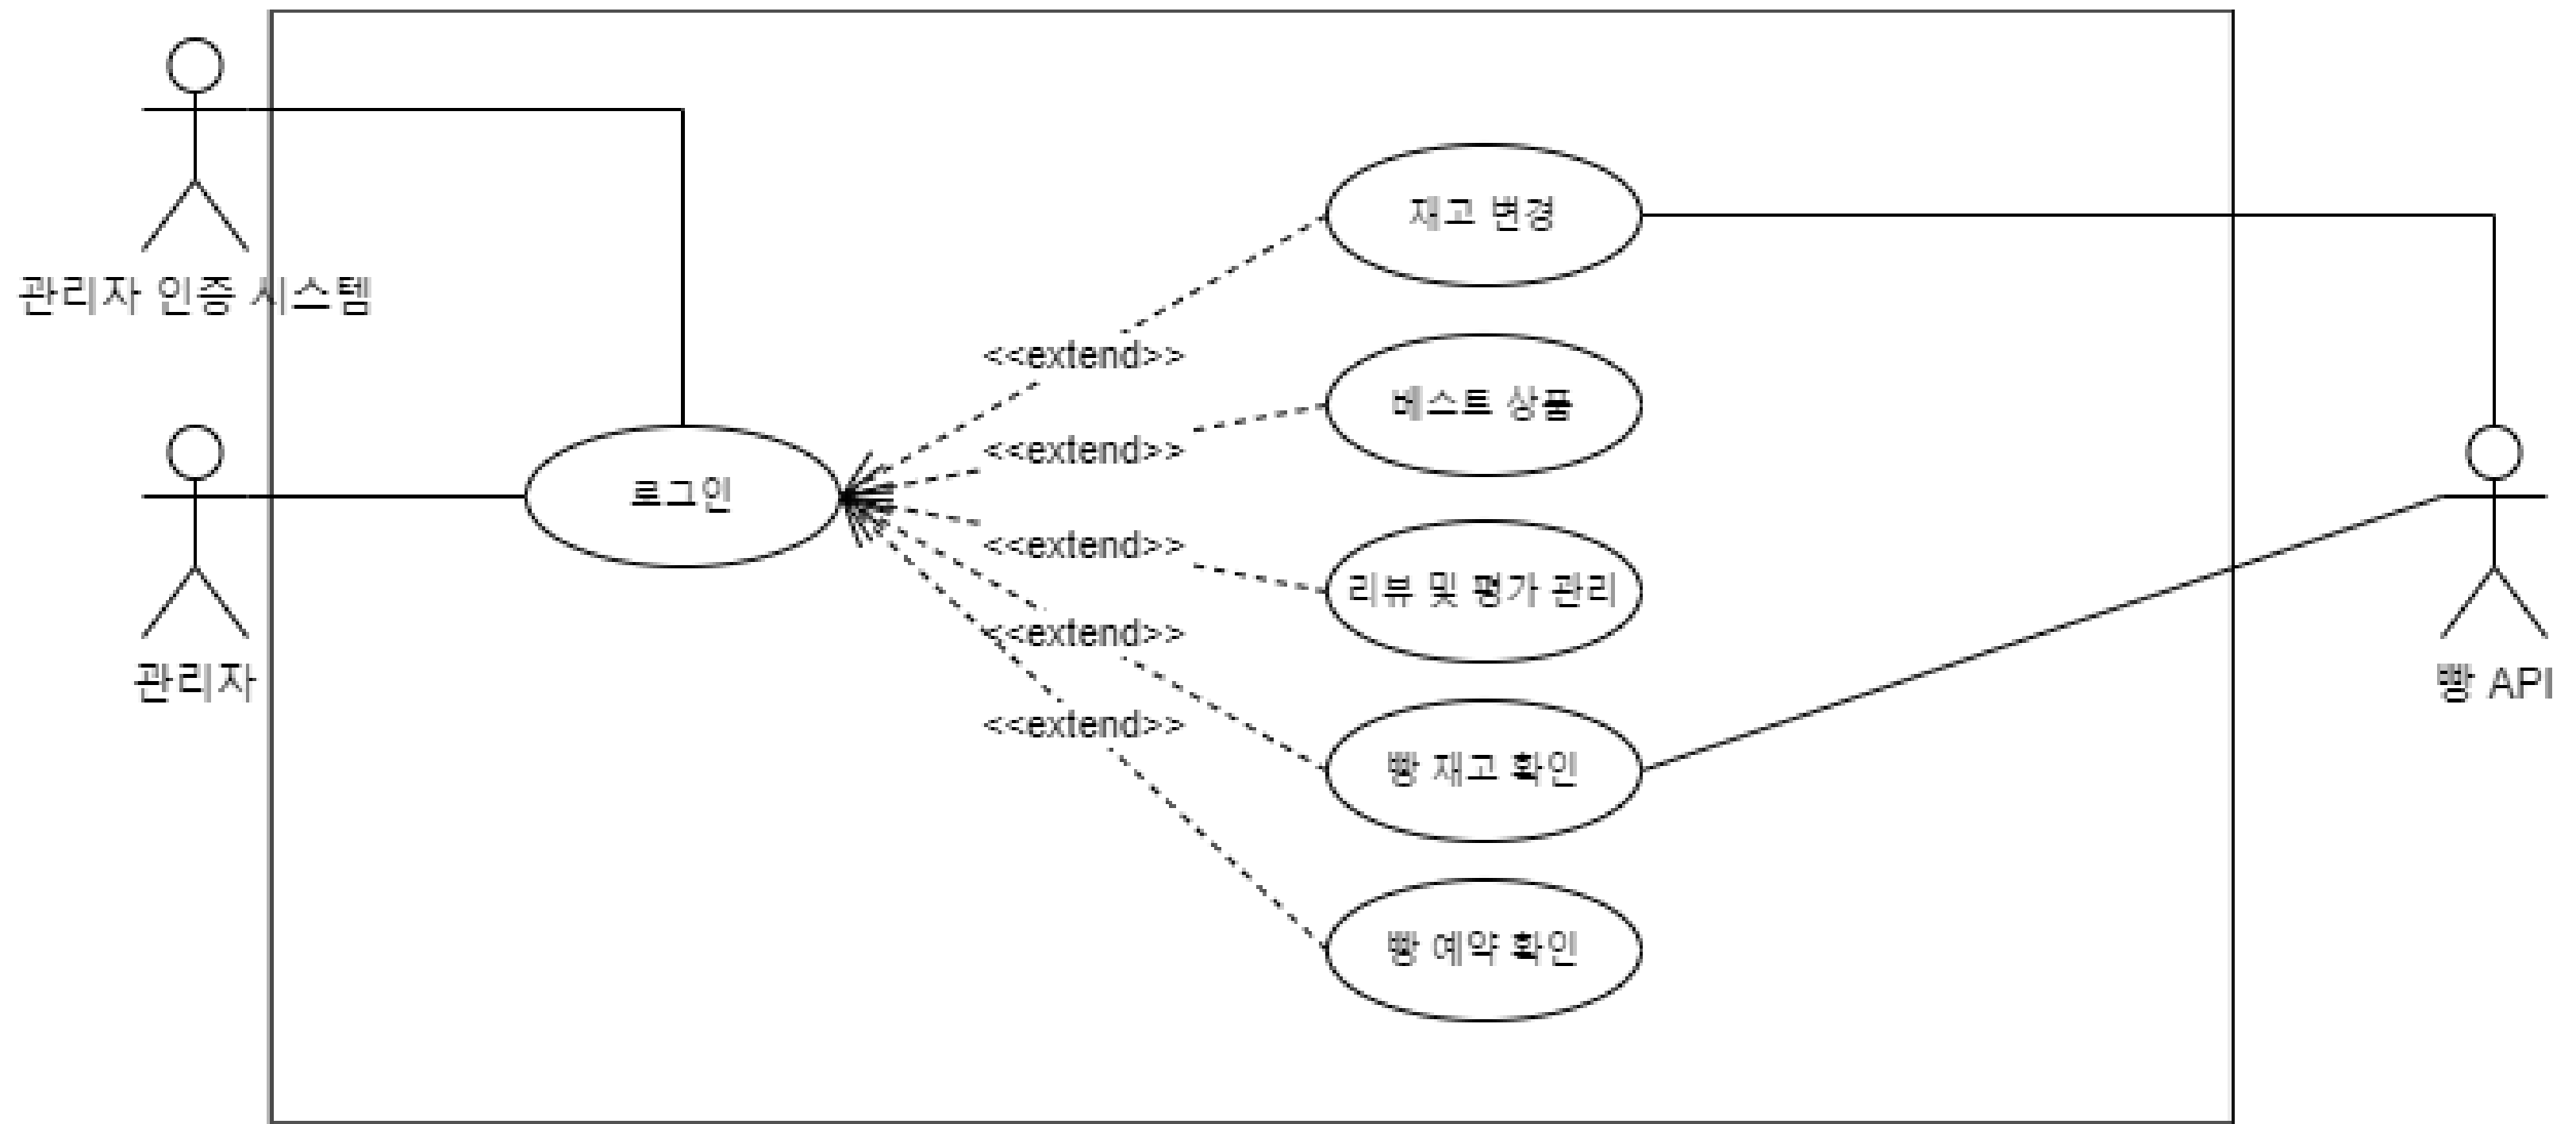 관리자 인증 시스템
재고 변경
<<extend>>
베스트 상품
<<extend>>
로그인
<<extend>>
리뷰 및 평가 관리
<<extend>>
관리자
빵 API
<<extend>>
빵 재고 확인
빵 예약 확인